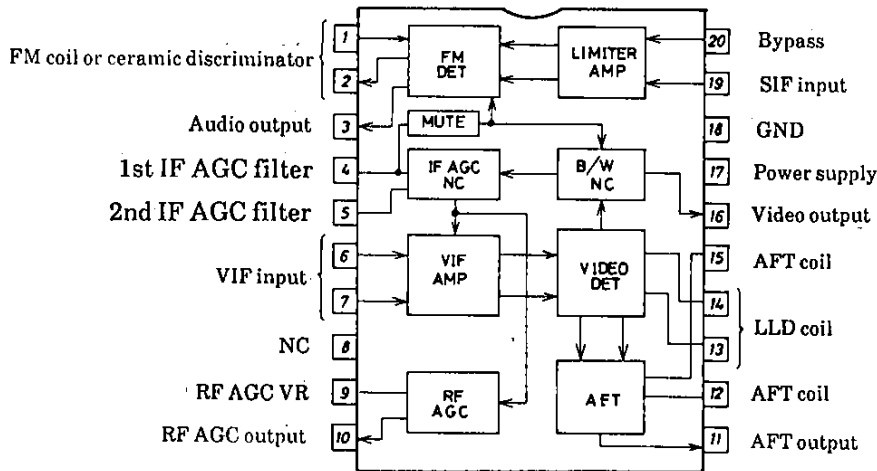 FM coil or ceramic discriminator
1
2
Audio output
3
1st IF AGC filter
4
2nd IF AGC filter
5
VIF input
6
7
NC
8
RF AGC VR
9
RF AGC output
10
FM
DET
LIMITER
AMP
MUTE
IF AGC
NC
B/W
NC
VIF
AMP
VIDEO
DET
RF
AGC
AFT
20
Bypass
19
SIF input
18
GND
17
Power supply
16
Video output
15
AFT coil
14
LLD coil
13
12
AFT coil
11
AFT output